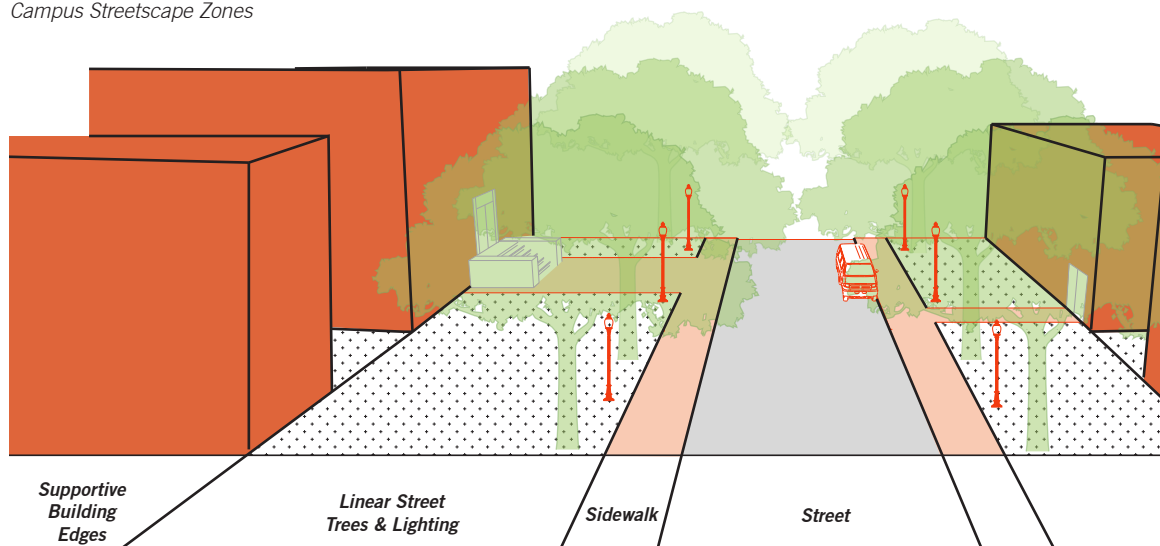 Campus Streetscape Zones
Supportive
Building
Edges
Linear Street
Trees & Lighting
Sidewalk
Street